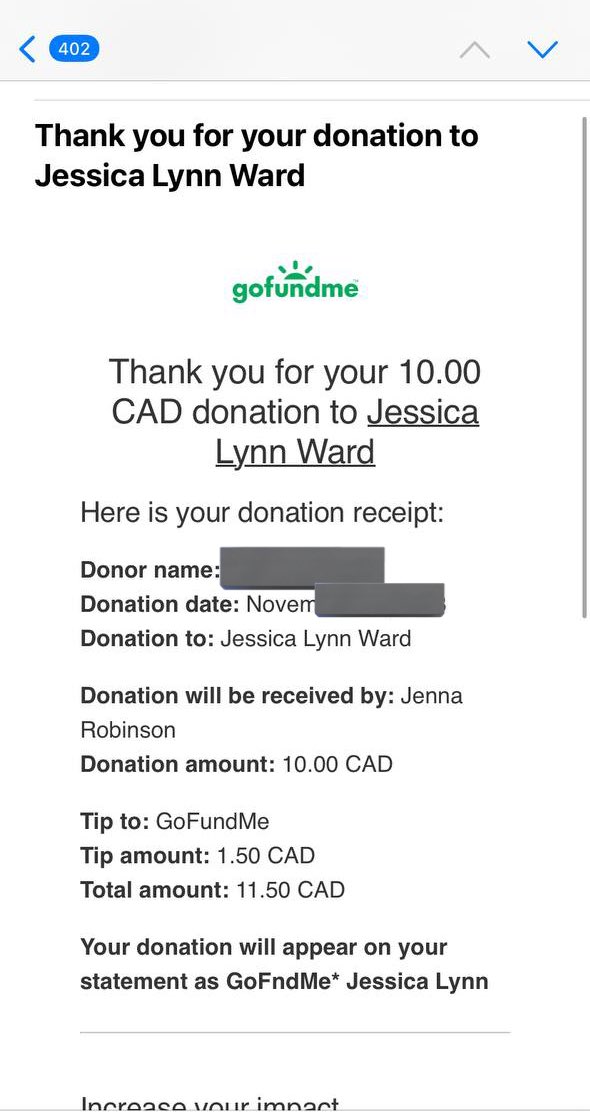 402
Thank you for your donation to
Jessica Lynn Ward
gofundme™
Thank you for your 10.00
CAD donation to Jessica
Lynn Ward
Here is your donation receipt:
Donor name:
Donation date: Novem
Donation to: Jessica Lynn Ward
Donation will be received by: Jenna
Robinson
Donation amount: 10.00 CAD
Tip to: GoFundMe
Tip amount: 1.50 CAD
Total amount: 11.50 CAD
Your donation will appear on your
statement as GoFndMe* Jessica Lynn
Increase your impact